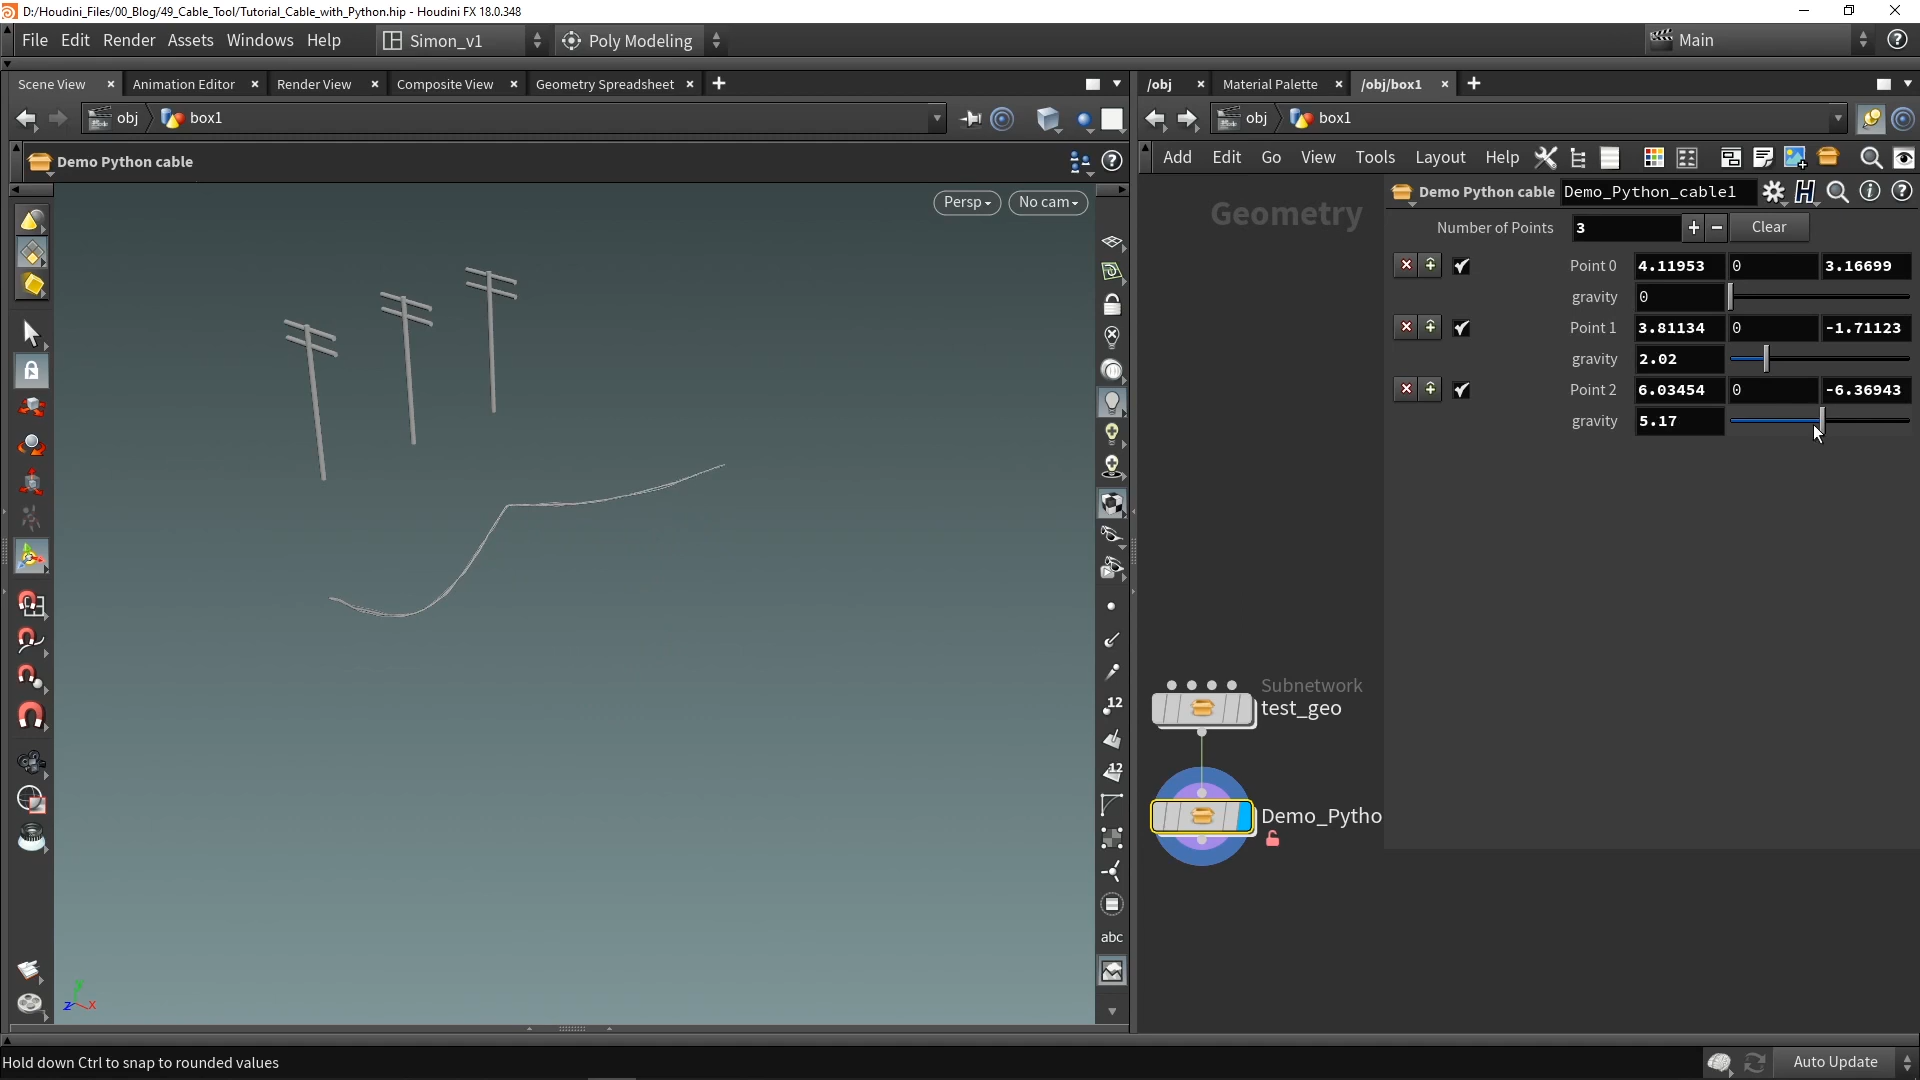 D:/Houdini_Files/00_Blog/49_Cable_Tool/Tutorial_Cable_with_Python.hip - Houdini FX 18.0.348
File Edit Render Assets Windows Help Simon_v1 Poly Modeling Main
Scene View Animation Editor Render View Composite View Geometry Spreadsheet
/obj Material Palette /obj/box1
obj box1
obj box1
Demo Python cable
Add Edit Go View Tools Layout Help
Persp No cam
Geometry
Demo Python cable Demo_Python_cable1
Number of Points 3 Clear
Point 0 4.11953 0 3.16699
gravity 0
Point 1 3.81134 0 -1.71123
gravity 2.02
Point 2 6.03454 0 -6.36943
gravity 5.17
12
12
abc
Subnetwork
test_geo
Demo_Pytho
Z X
Hold down Ctrl to snap to rounded values
Auto Update